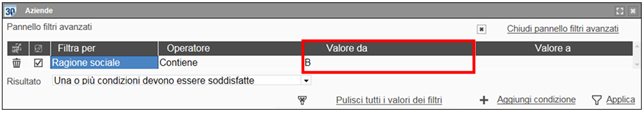 Aziende
Pannello filtri avanzati Chiudi pannello filtri avanzati
Filtra per Operatore Valore da Valore a
Ragione sociale Contiene B
Risultato Una o più condizioni devono essere soddisfatte
Pulisci tutti i valori dei filtri Aggiungi condizione Applica